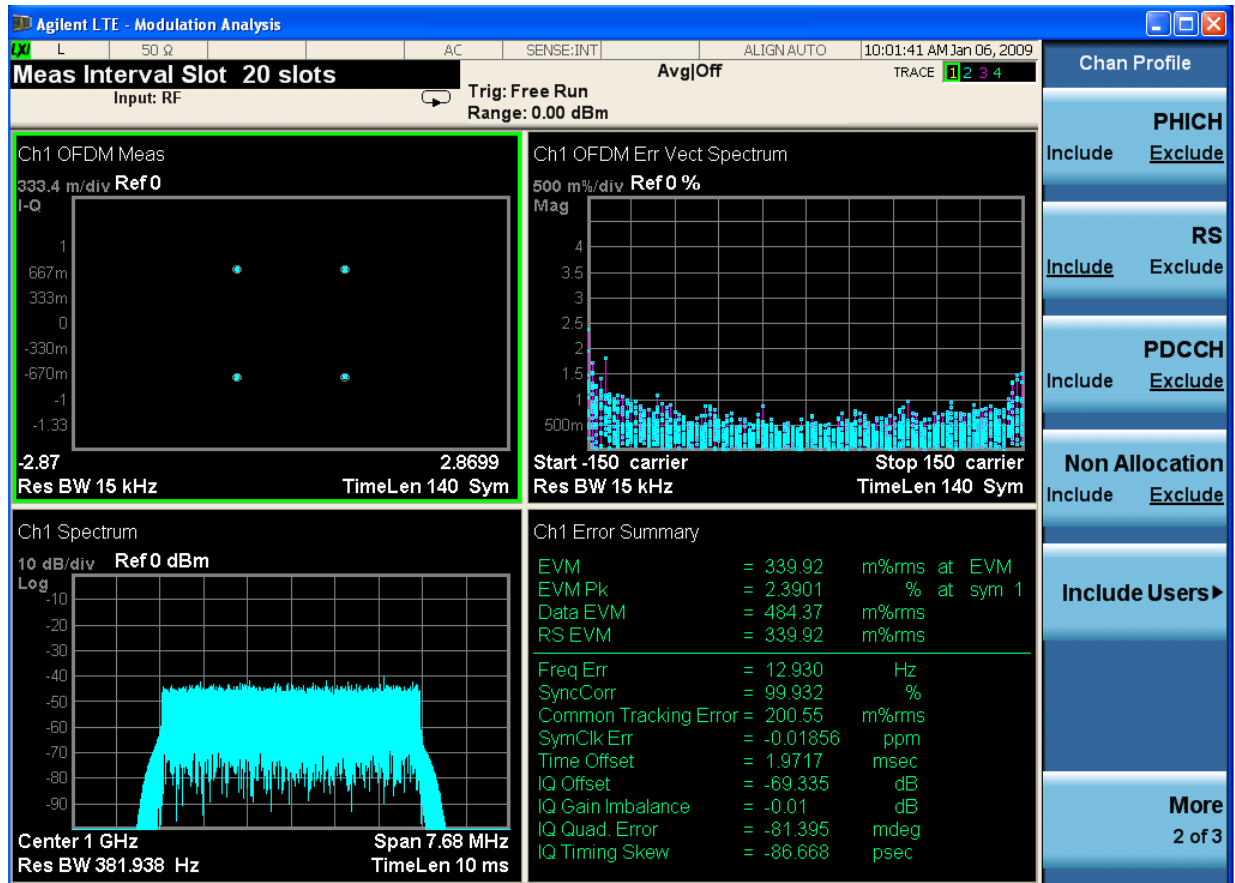 Agilent LTE - Modulation Analysis
LXI L 50 Ω AC SENSE:INT ALIGN AUTO 10:01:41 AM Jan 06, 2009
Meas Interval Slot 20 slots
Input: RF
Trig: Free Run
Range: 0.00 dBm
Avg|Off
TRACE 1 2 3 4
Ch1 OFDM Meas
333.4 m/div Ref 0
I-Q
1
667m
333m
0
-330m
-670m
-1
-1.33
-2.87 2.8699
Res BW 15 kHz TimeLen 140 Sym
Ch1 OFDM Err Vect Spectrum
500 m%/div Ref 0 %
Mag
4
3.5
3
2.5
2
1.5
1
500m
Start -150 carrier Stop 150 carrier
Res BW 15 kHz TimeLen 140 Sym
Ch1 Spectrum
10 dB/div Ref 0 dBm
Log
-10
-20
-30
-40
-50
-60
-70
-80
-90
Center 1 GHz Span 7.68 MHz
Res BW 381.938 Hz TimeLen 10 ms
Ch1 Error Summary
EVM = 339.92 m%rms at EVM
EVM Pk = 2.3901 % at sym 1
Data EVM = 484.37 m%rms
RS EVM = 339.92 m%rms
Freq Err = 12.930 Hz
SyncCorr = 99.932 %
Common Tracking Error = 200.55 m%rms
SymClk Err = -0.01856 ppm
Time Offset = 1.9717 msec
IQ Offset = -69.335 dB
IQ Gain Imbalance = -0.01 dB
IQ Quad. Error = -81.395 mdeg
IQ Timing Skew = -86.668 psec
Chan Profile
PHICH
Include Exclude
RS
Include Exclude
PDCCH
Include Exclude
Non Allocation
Include Exclude
Include Users
More
2 of 3